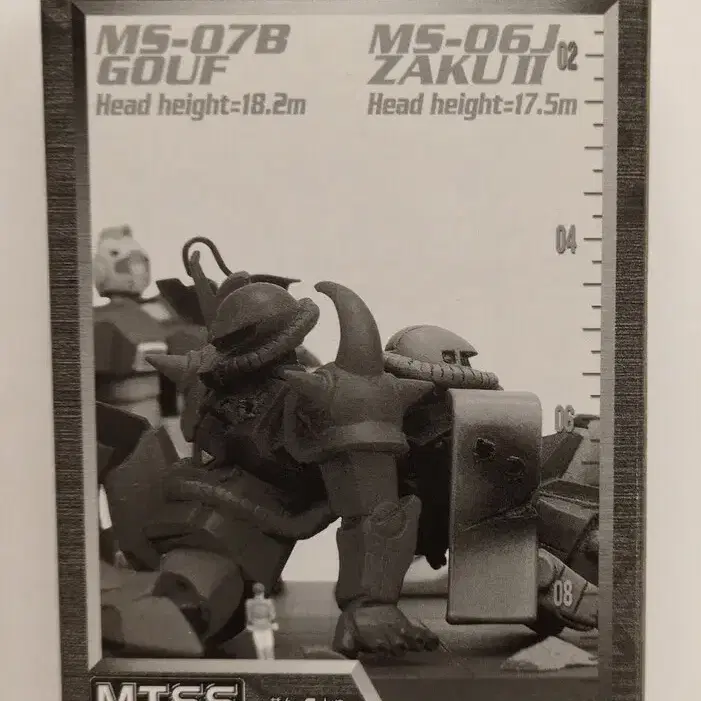 MS-07B
GOUF
Head height=18.2m
MS-06J
ZAKU II
Head height=17.5m
02
04
06
08
MTSS